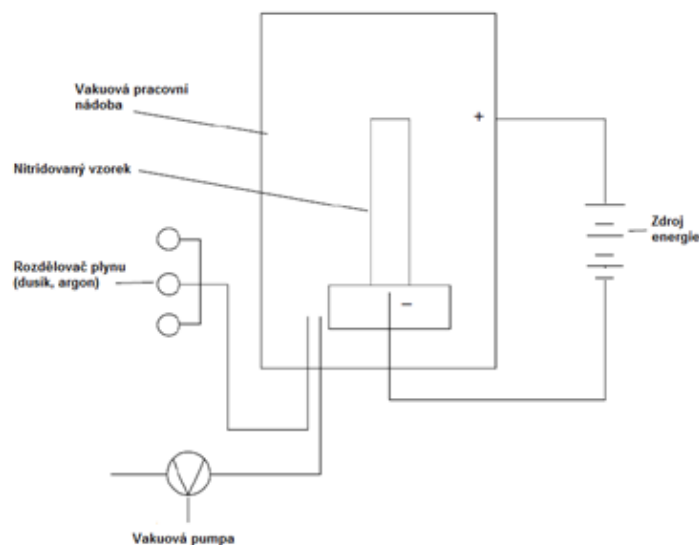 Vakuová pracovní
nádoba
+
Nitridovaný vzorek
Zdroj
energie
Rozdělovač plynu
(dusík, argon)
−
Vakuová pumpa